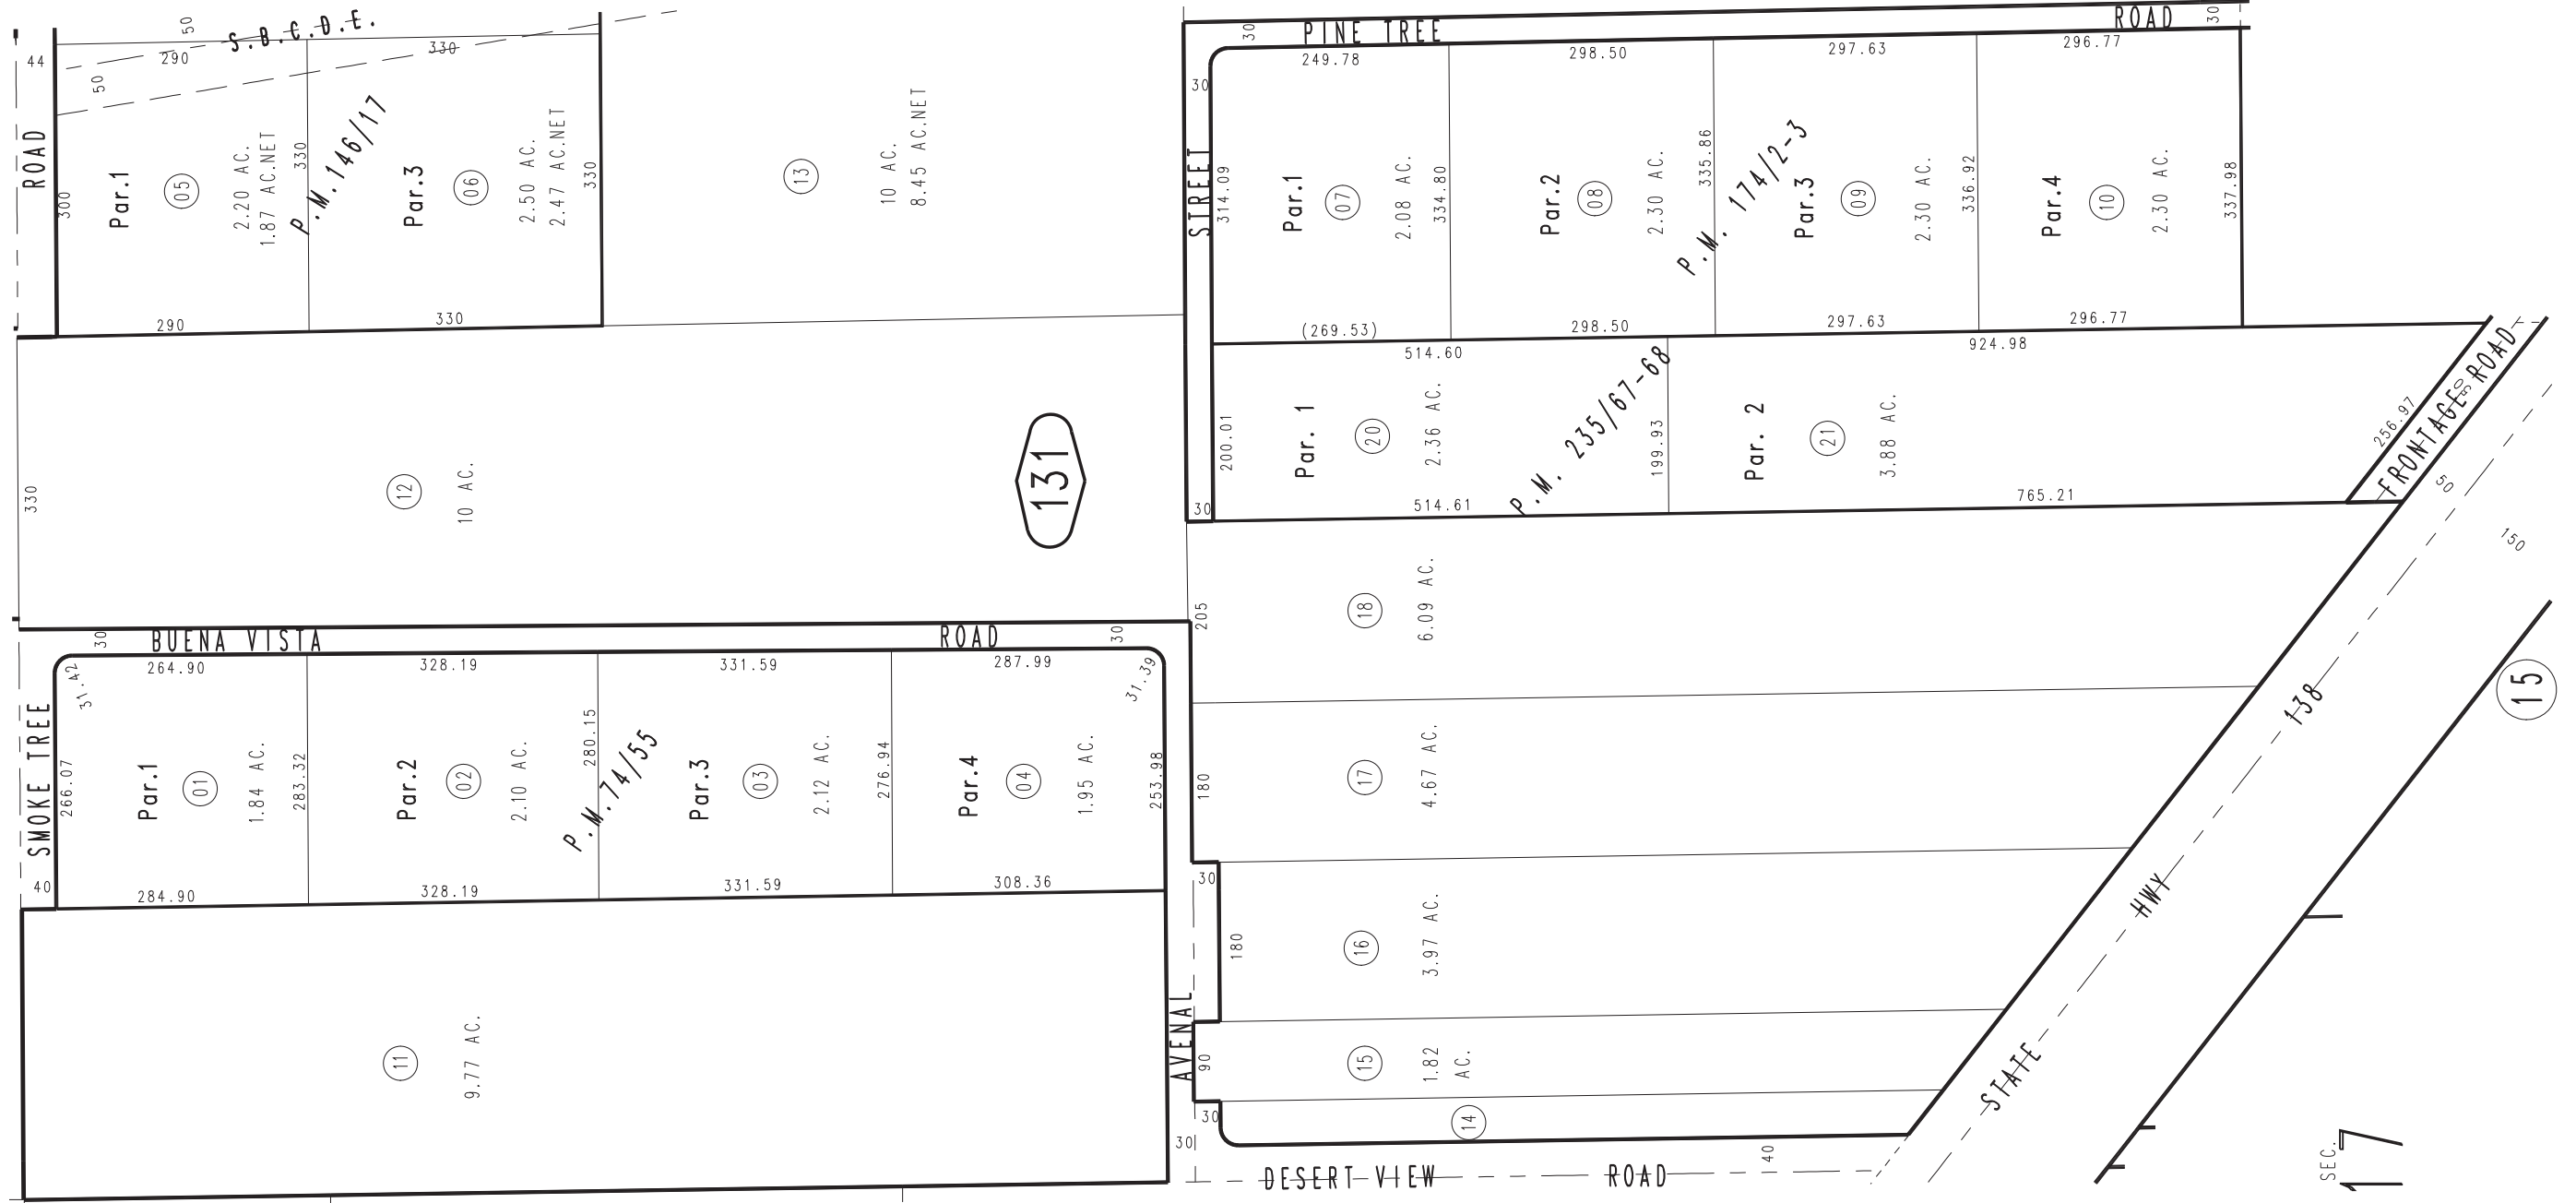 44
ROAD
50
S.B.C.D.E.
290
50
330
300
Par.1
05
2.20 AC.
1.87 AC.NET
330
P.M.146/17
Par.3
06
2.50 AC.
2.47 AC.NET
330
290
330
13
10 AC.
8.45 AC.NET
330
12
10 AC.
131
30
PINE TREE
ROAD
30
30
STREET
249.78
298.50
297.63
296.77
314.09
Par.1
07
2.08 AC.
334.80
Par.2
08
2.30 AC.
335.86
P.M. 174/2-3
Par.3
09
2.30 AC.
336.92
Par.4
10
2.30 AC.
337.98
(269.53)
298.50
297.63
296.77
514.60
924.98
200.01
Par. 1
20
2.36 AC.
P.M. 235/67-68
199.93
Par. 2
21
3.88 AC.
256.97
FRONTAGE ROAD
50
150
30
514.61
765.21
30
BUENA VISTA
ROAD
30
SMOKE TREE
31.42
264.90
328.19
331.59
287.99
31.39
266.07
Par.1
01
1.84 AC.
283.32
Par.2
02
2.10 AC.
280.15
P.M.74/55
Par.3
03
2.12 AC.
276.94
Par.4
04
1.95 AC.
253.98
40
284.90
328.19
331.59
308.36
11
9.77 AC.
205
18
6.09 AC.
180
17
4.67 AC.
30
180
16
3.97 AC.
AVENAL
90
15
1.82
AC.
30
14
30
DESERT VIEW
ROAD
40
STATE
HWY
138
15
SEC.
17